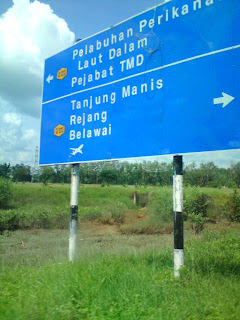 Pelabuhan Perikanan
Laut Dalam
Pejabat TMD
Tanjung Manis
Rejang
Belawai